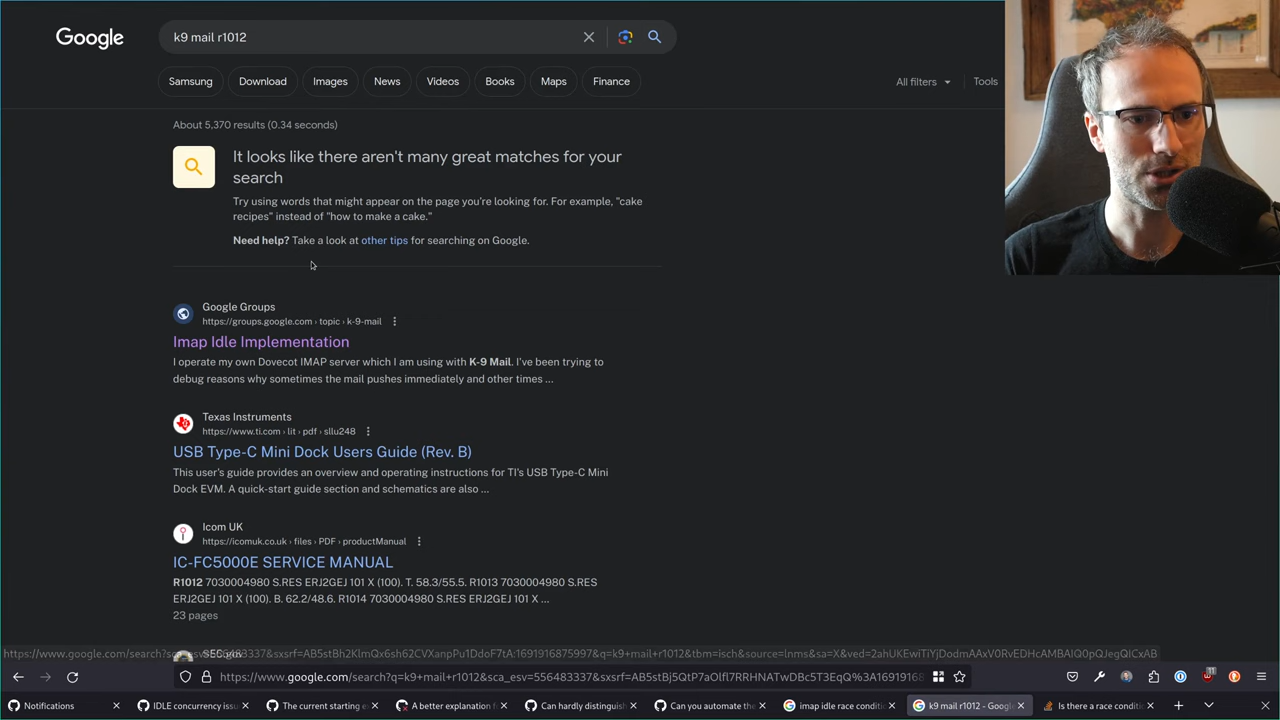 Google
k9 mail r1012
Samsung
Download
Images
News
Videos
Books
Maps
Finance
All filters
Tools
About 5,370 results (0.34 seconds)
It looks like there aren't many great matches for your
search
Try using words that might appear on the page you're looking for. For example, "cake
recipes" instead of "how to make a cake."
Need help? Take a look at other tips for searching on Google.
Google Groups
https://groups.google.com › topic › k-9-mail
Imap Idle Implementation
I operate my own Dovecot IMAP server which I am using with K-9 Mail. I've been trying to
debug reasons why sometimes the mail pushes immediately and other times ...
Texas Instruments
https://www.ti.com › lit › pdf › sllu248
USB Type-C Mini Dock Users Guide (Rev. B)
This user's guide provides an overview and operating instructions for TI's USB Type-C Mini
Dock EVM. A quick-start guide section and schematics are also ...
Icom UK
https://icomuk.co.uk › files › PDF › productManual
IC-FC5000E SERVICE MANUAL
R1012 7030004980 S.RES ERJ2GEJ 101 X (100). T. 58.3/55.5. R1013 7030004980 S.RES
ERJ2GEJ 101 X (100). B. 62.2/48.6. R1014 7030004980 S.RES ERJ2GEJ 101 X ...
23 pages
https://www.google.com/search?q=k9+mail+r1012&sca_esv=556483337&sxsrf=
Notifications
IDLE concurrency issu
The current starting e
A better explanation f
Can hardly distinguish
Can you automate the
imap idle race conditi
k9 mail r1012 - Google
Is there a race conditi
11